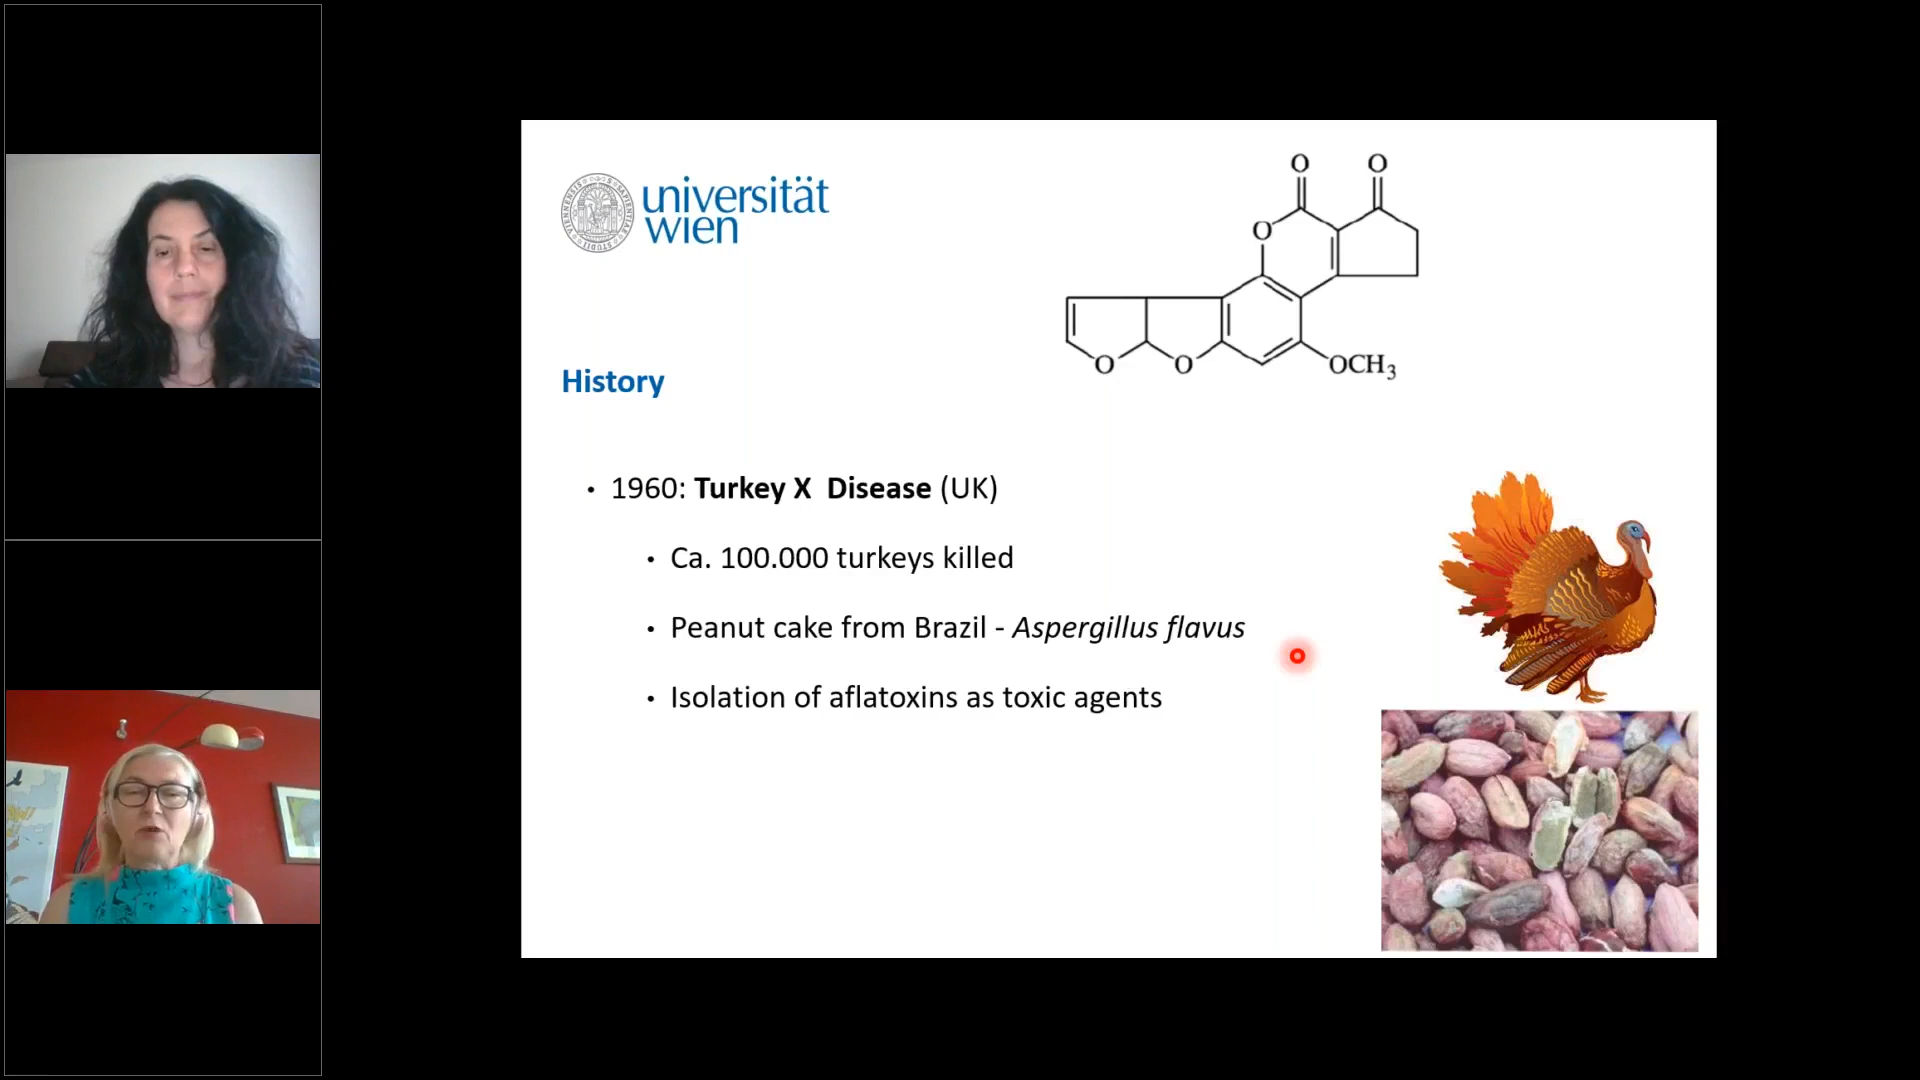 universität
wien
O O
O
O O OCH3
History
• 1960: Turkey X Disease (UK)
• Ca. 100.000 turkeys killed
• Peanut cake from Brazil - Aspergillus flavus
• Isolation of aflatoxins as toxic agents